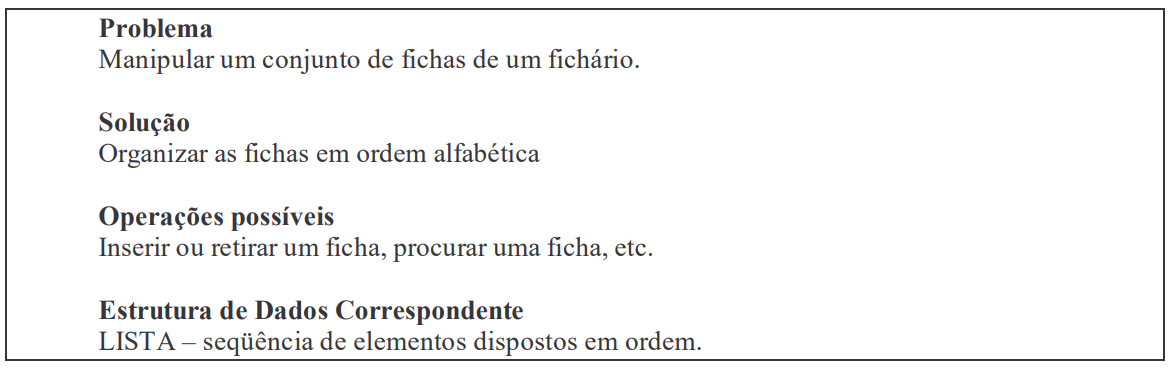 Problema
Manipular um conjunto de fichas de um fichário.
Solução
Organizar as fichas em ordem alfabética
Operações possíveis
Inserir ou retirar um ficha, procurar uma ficha, etc.
Estrutura de Dados Correspondente
LISTA – seqüência de elementos dispostos em ordem.